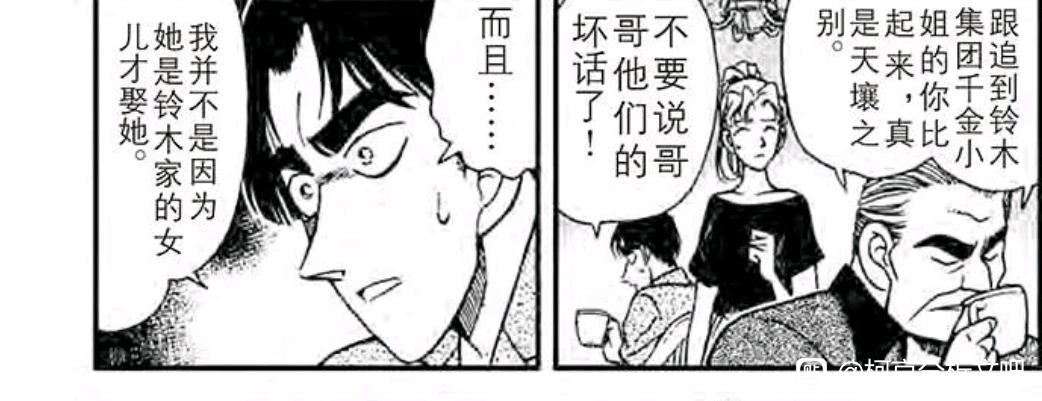 跟追到铃木
集团千金小
姐的你比
起来，真
是天壤之
别。
不要说哥
哥他们的
坏话了！
而且……
我并不是因为
她是铃木家的女
儿才娶她。